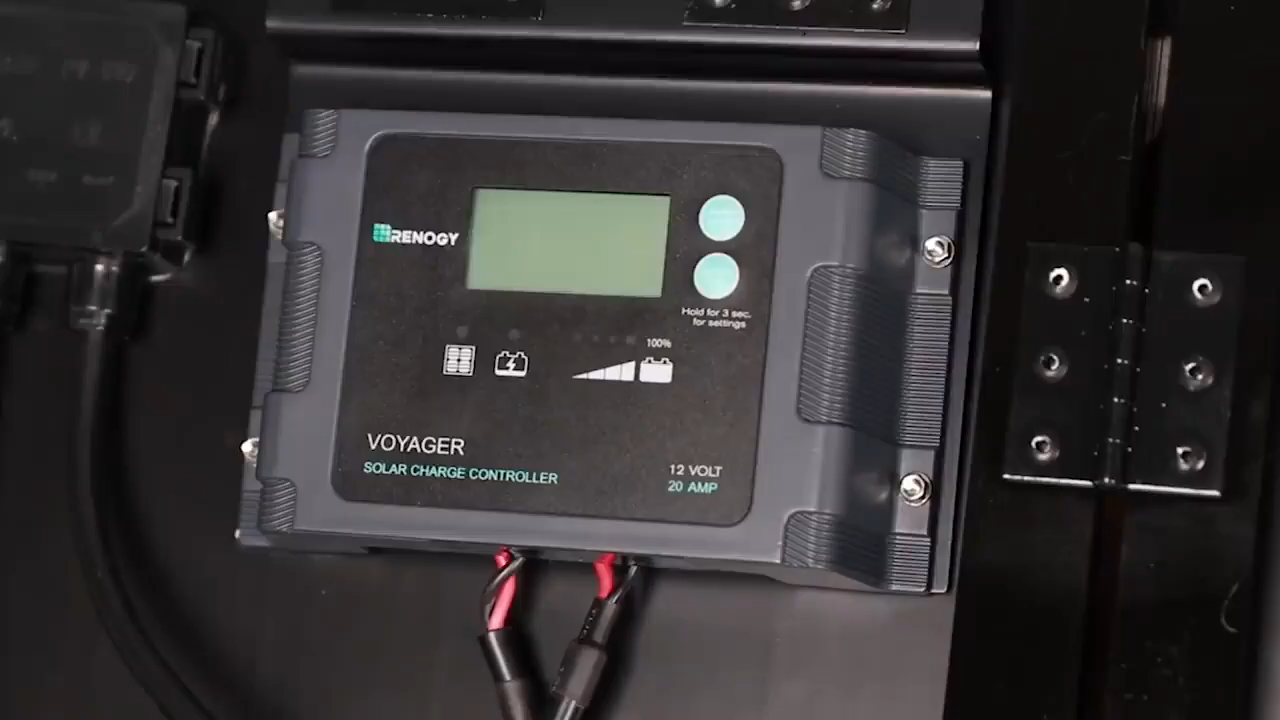 RENOGY
Hold for 3 sec.
for settings
100%
VOYAGER
SOLAR CHARGE CONTROLLER
12 VOLT
20 AMP